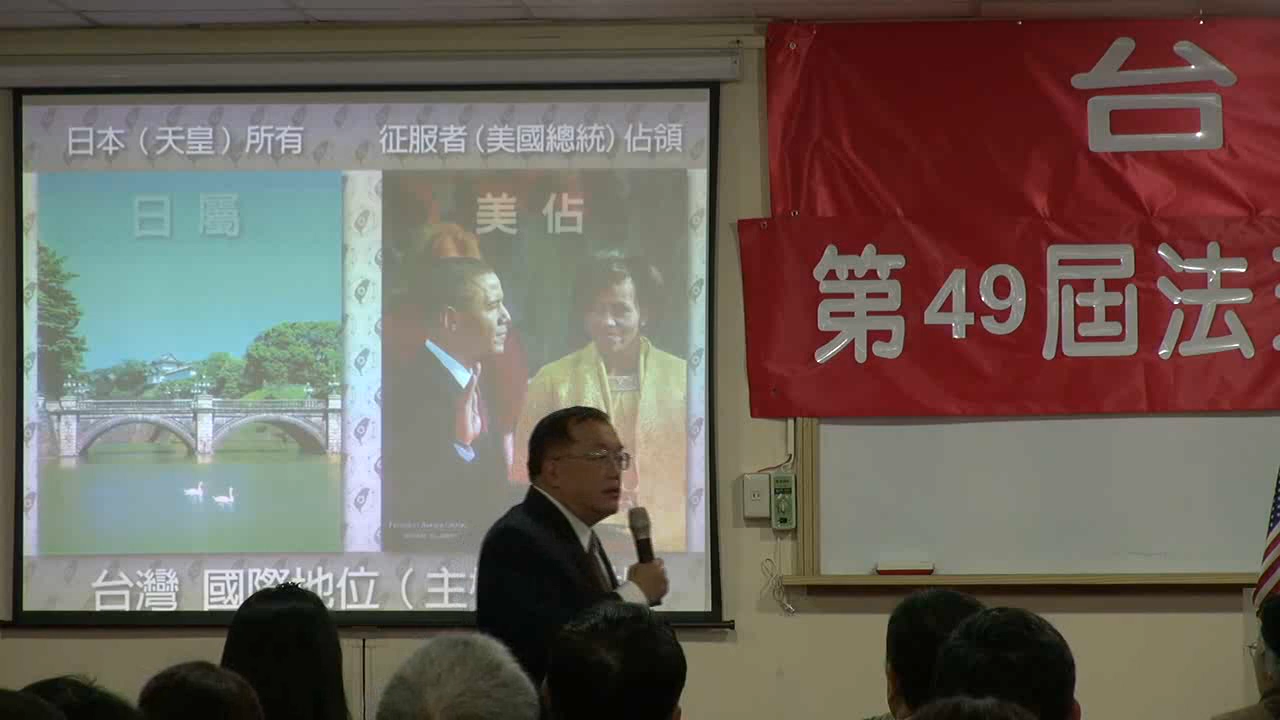 日本（天皇）所有
征服者（美國總統）佔領
日屬
美佔
台灣 國際地位（主
台
第49屆法